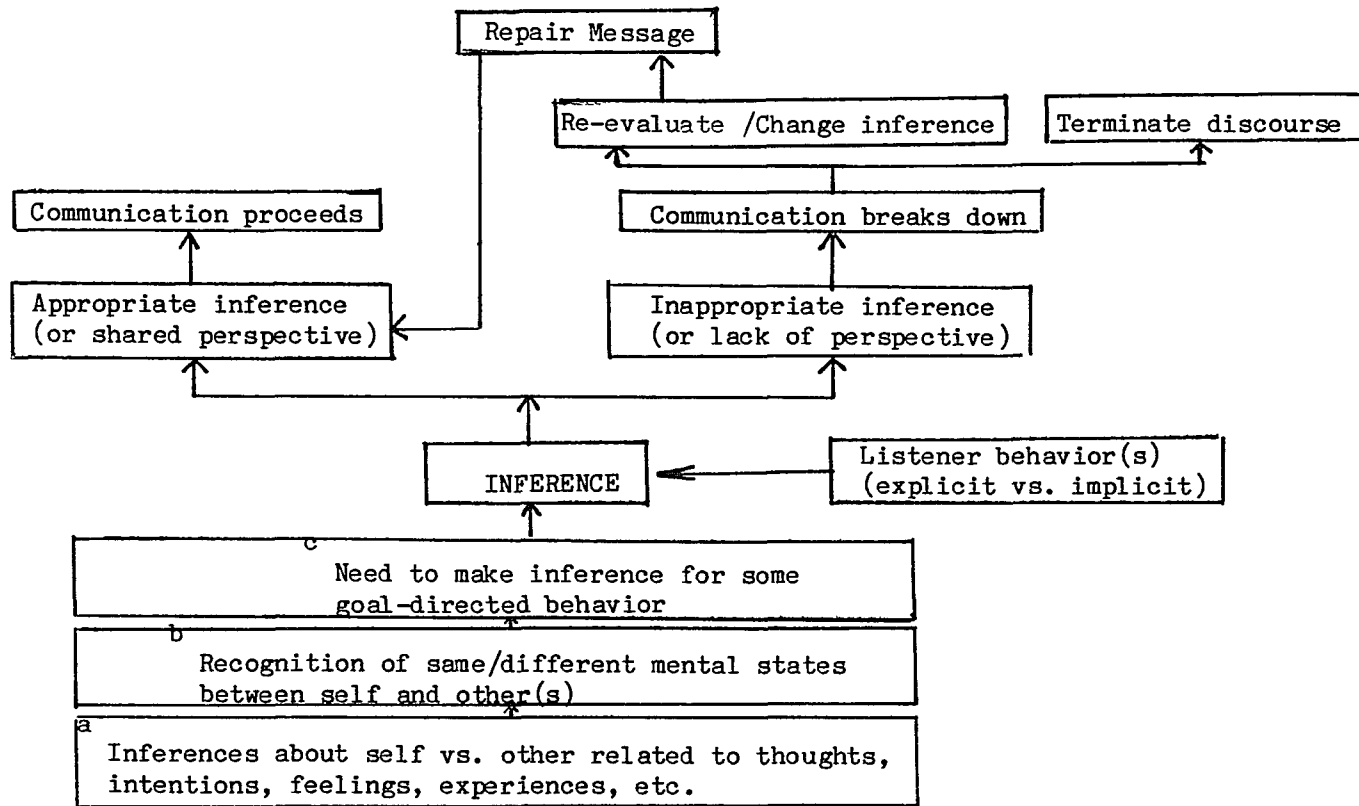 Repair Message
Re-evaluate /Change inference
Terminate discourse
Communication proceeds
Communication breaks down
Appropriate inference
(or shared perspective)
Inappropriate inference
(or lack of perspective)
INFERENCE
Listener behavior(s)
(explicit vs. implicit)
c
Need to make inference for some
goal-directed behavior
b
Recognition of same/different mental states
between self and other(s)
a
Inferences about self vs. other related to thoughts,
intentions, feelings, experiences, etc.